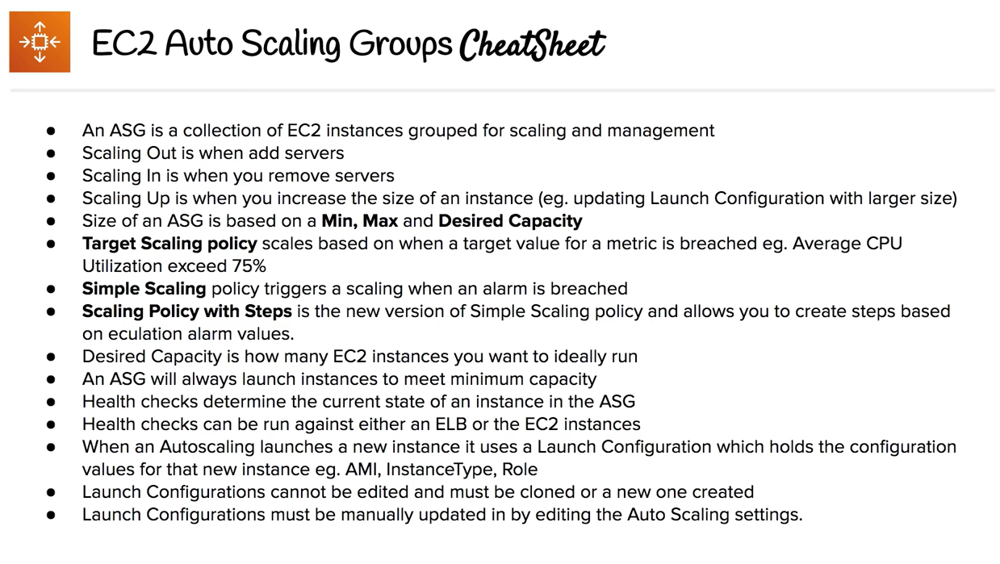 EC2 Auto Scaling Groups CheatSheet
● An ASG is a collection of EC2 instances grouped for scaling and management
● Scaling Out is when add servers
● Scaling In is when you remove servers
● Scaling Up is when you increase the size of an instance (eg. updating Launch Configuration with larger size)
● Size of an ASG is based on a Min, Max and Desired Capacity
● Target Scaling policy scales based on when a target value for a metric is breached eg. Average CPU
Utilization exceed 75%
● Simple Scaling policy triggers a scaling when an alarm is breached
● Scaling Policy with Steps is the new version of Simple Scaling policy and allows you to create steps based
on eculation alarm values.
● Desired Capacity is how many EC2 instances you want to ideally run
● An ASG will always launch instances to meet minimum capacity
● Health checks determine the current state of an instance in the ASG
● Health checks can be run against either an ELB or the EC2 instances
● When an Autoscaling launches a new instance it uses a Launch Configuration which holds the configuration
values for that new instance eg. AMI, InstanceType, Role
● Launch Configurations cannot be edited and must be cloned or a new one created
● Launch Configurations must be manually updated in by editing the Auto Scaling settings.